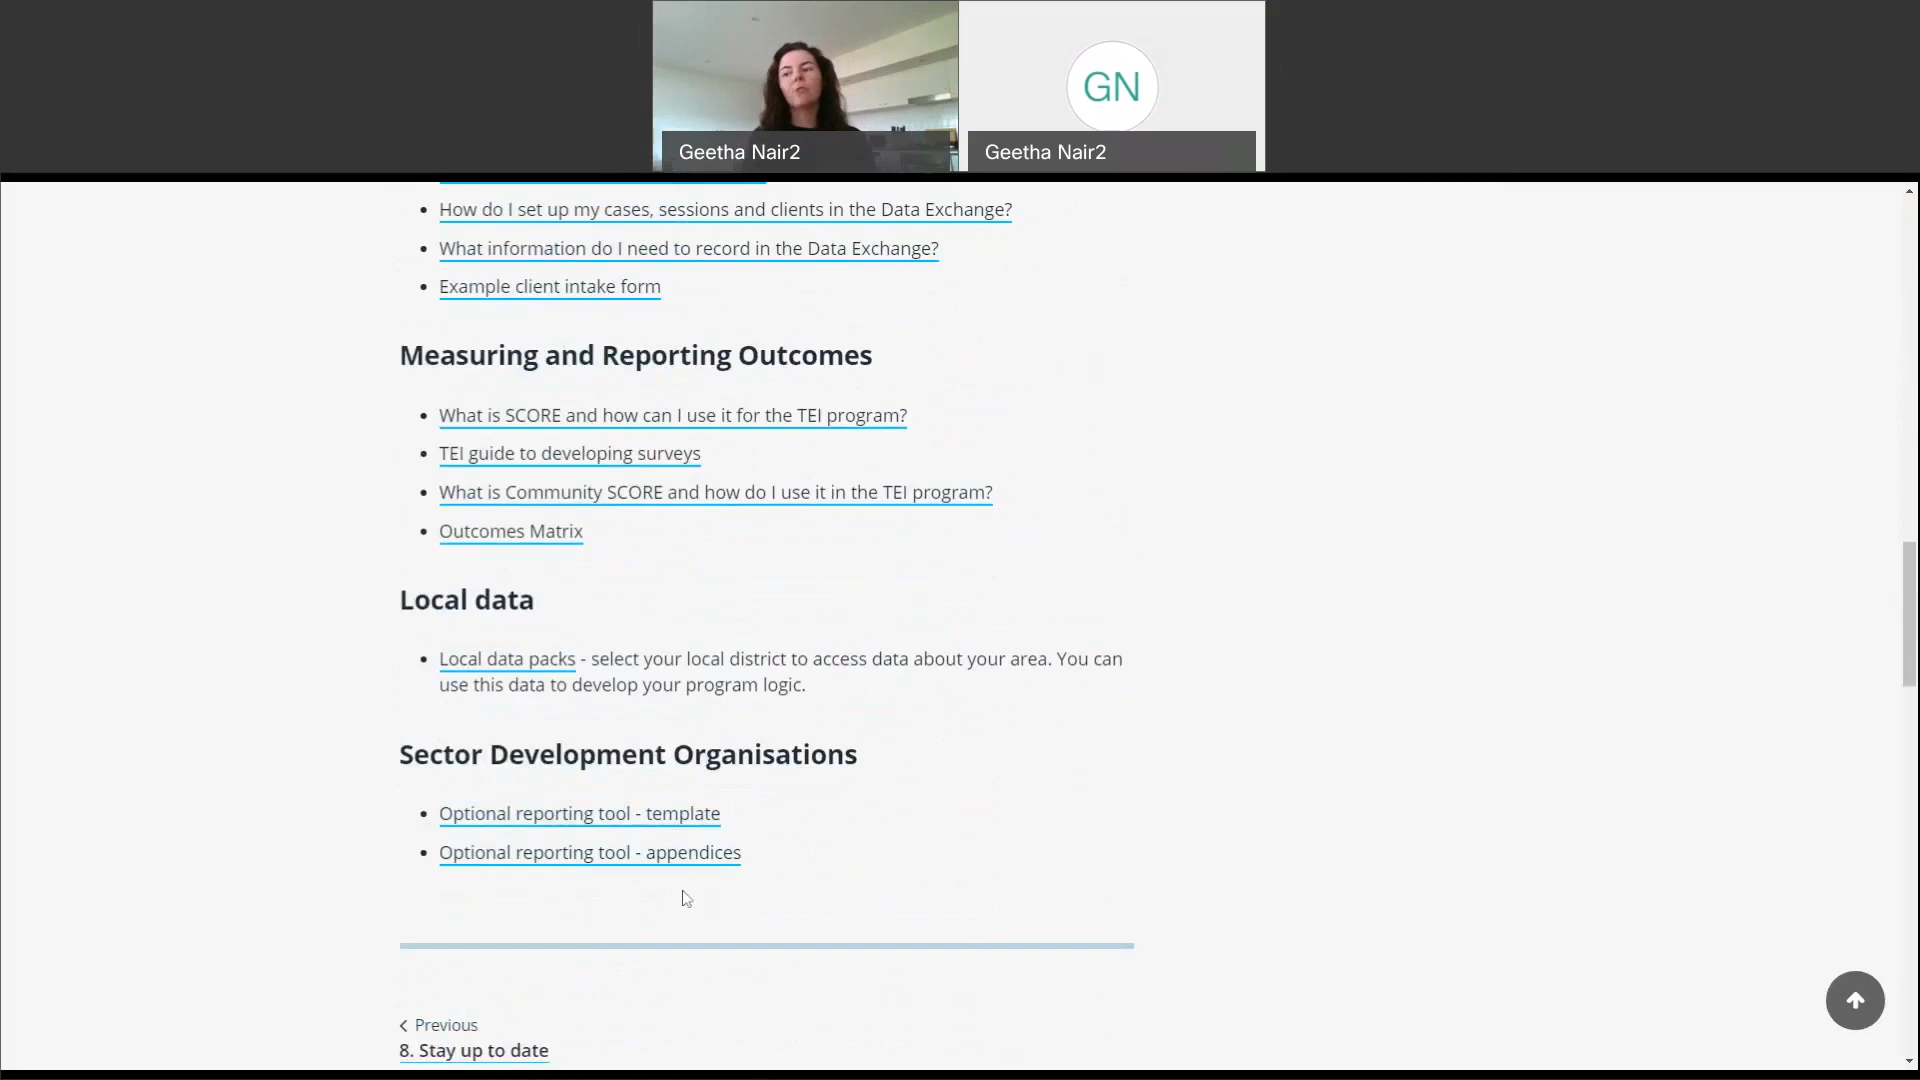 GN
Geetha Nair2
Geetha Nair2
How do I set up my cases, sessions and clients in the Data Exchange?
What information do I need to record in the Data Exchange?
Example client intake form
Measuring and Reporting Outcomes
What is SCORE and how can I use it for the TEI program?
TEI guide to developing surveys
What is Community SCORE and how do I use it in the TEI program?
Outcomes Matrix
Local data
Local data packs - select your local district to access data about your area. You can
use this data to develop your program logic.
Sector Development Organisations
Optional reporting tool - template
Optional reporting tool - appendices
Previous
8. Stay up to date